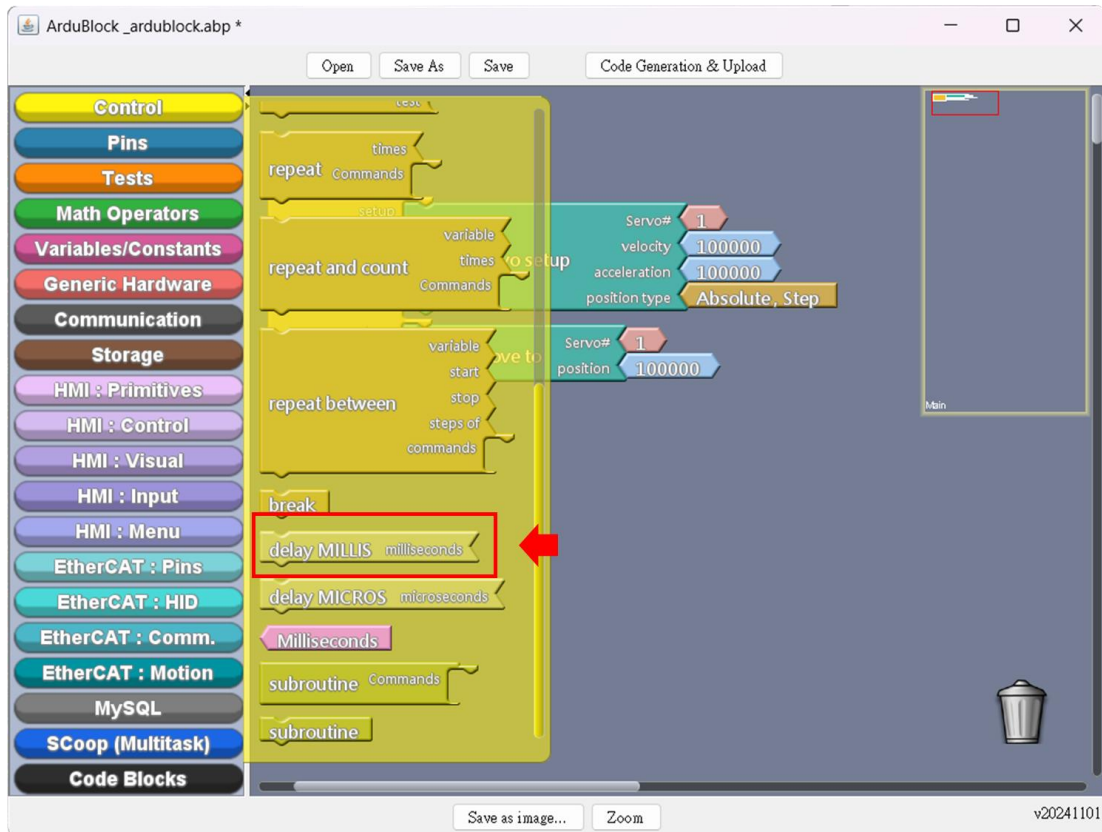 ArduBlock _ardublock.abp *
Open Save As Save Code Generation & Upload
Control
Pins
Tests
Math Operators
Variables/Constants
Generic Hardware
Communication
Storage
HMI : Primitives
HMI : Control
HMI : Visual
HMI : Input
HMI : Menu
EtherCAT : Pins
EtherCAT : HID
EtherCAT : Comm.
EtherCAT : Motion
MySQL
SCoop (Multitask)
Code Blocks
test
times
repeat Commands
setup
variable
repeat and count times
Commands
variable
start
repeat between stop
steps of
commands
break
delay MILLIS milliseconds
delay MICROS microseconds
Milliseconds
subroutine Commands
subroutine
Servo# 1
setup velocity 100000
acceleration 100000
position type Absolute, Step
Servo# 1
move to position 100000
Main
Save as image... Zoom
v20241101